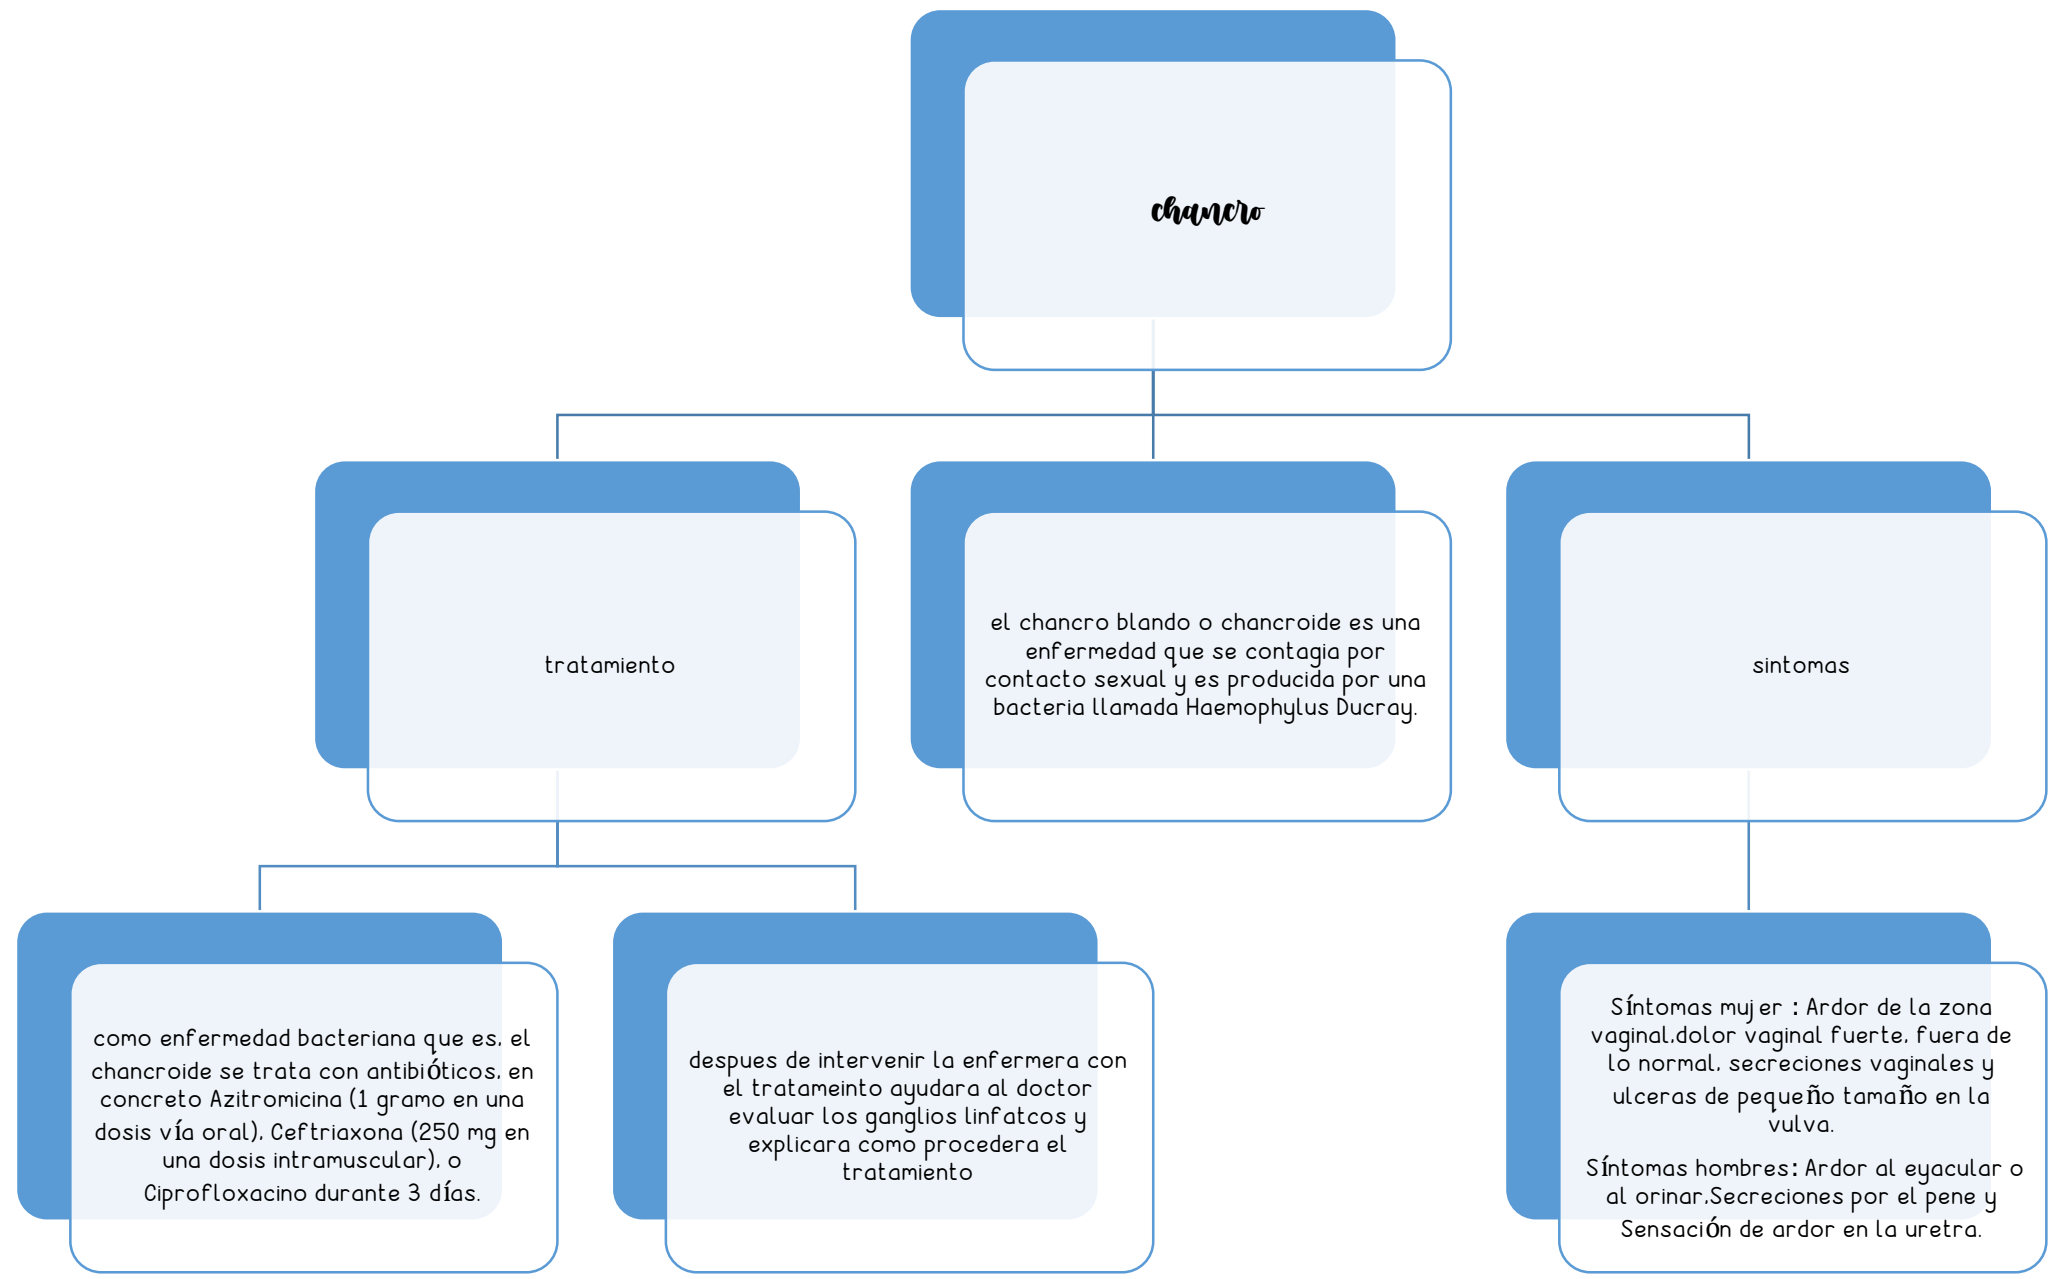 chancro
tratamiento
el chancro blando o chancroide es una
enfermedad que se contagia por
contacto sexual y es producida por una
bacteria llamada Haemophylus Ducray.
sintomas
como enfermedad bacteriana que es, el
chancroide se trata con antibióticos, en
concreto Azitromicina (1 gramo en una
dosis vía oral), Ceftriaxona (250 mg en
una dosis intramuscular), o
Ciprofloxacino durante 3 días.
despues de intervenir la enfermera con
el tratameinto ayudara al doctor
evaluar los ganglios linfatcos y
explicara como procedera el
tratamiento
Síntomas mujer : Ardor de la zona
vaginal,dolor vaginal fuerte, fuera de
lo normal, secreciones vaginales y
ulceras de pequeño tamaño en la
vulva.
Síntomas hombres: Ardor al eyacular o
al orinar,Secreciones por el pene y
Sensación de ardor en la uretra.